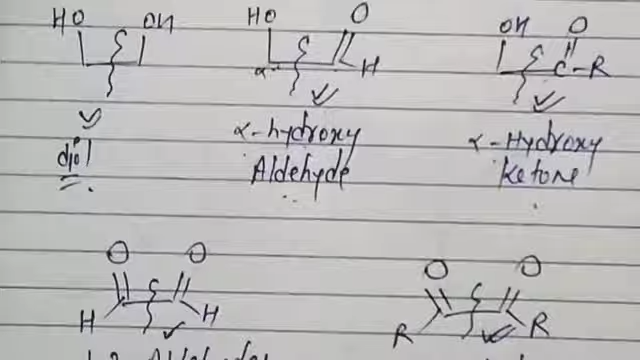 HO OH HO O OH O
α H C-R
diol α-hydroxy α-Hydroxy
Aldehyde Ketone
O O O O
H H R R